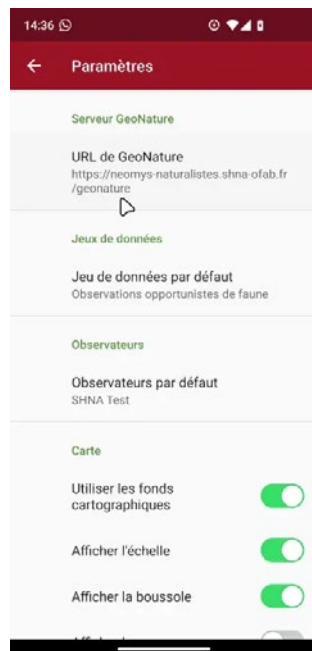 14:36
Paramètres
Serveur GeoNature
URL de GeoNature
https://neomys-naturalistes.shna-ofab.fr
/geonature
Jeux de données
Jeu de données par défaut
Observations opportunistes de faune
Observateurs
Observateurs par défaut
SHNA Test
Carte
Utiliser les fonds
cartographiques
Afficher l'échelle
Afficher la boussole